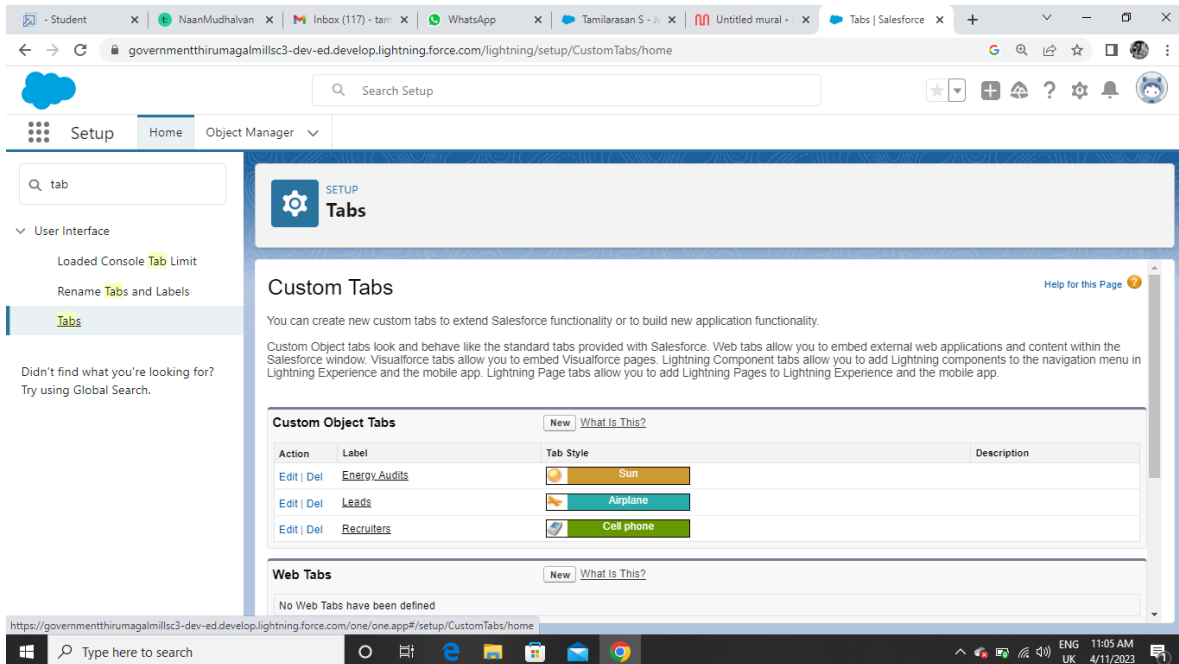 - Student
NaanMudhalvan
Inbox (117) - tam
WhatsApp
Tamilarasan S - J
Untitled mural •
Tabs | Salesforce
governmentthirumagalmillsc3-dev-ed.develop.lightning.force.com/lightning/setup/CustomTabs/home
Search Setup
Setup
Home
Object Manager
tab
User Interface
Loaded Console Tab Limit
Rename Tabs and Labels
Tabs
Didn't find what you're looking for?
Try using Global Search.
SETUP
Tabs
Custom Tabs
Help for this Page
You can create new custom tabs to extend Salesforce functionality or to build new application functionality.
Custom Object tabs look and behave like the standard tabs provided with Salesforce. Web tabs allow you to embed external web applications and content within the
Salesforce window. Visualforce tabs allow you to embed Visualforce pages. Lightning Component tabs allow you to add Lightning components to the navigation menu in
Lightning Experience and the mobile app. Lightning Page tabs allow you to add Lightning Pages to Lightning Experience and the mobile app.
Custom Object Tabs New What Is This?
Action Label Tab Style Description
Edit | Del Energy Audits Sun
Edit | Del Leads Airplane
Edit | Del Recruiters Cell phone
Web Tabs New What Is This?
No Web Tabs have been defined
https://governmentthirumagalmillsc3-dev-ed.develop.lightning.force.com/one/one.app#/setup/CustomTabs/home
Type here to search
ENG 11:05 AM
UK 4/11/2023